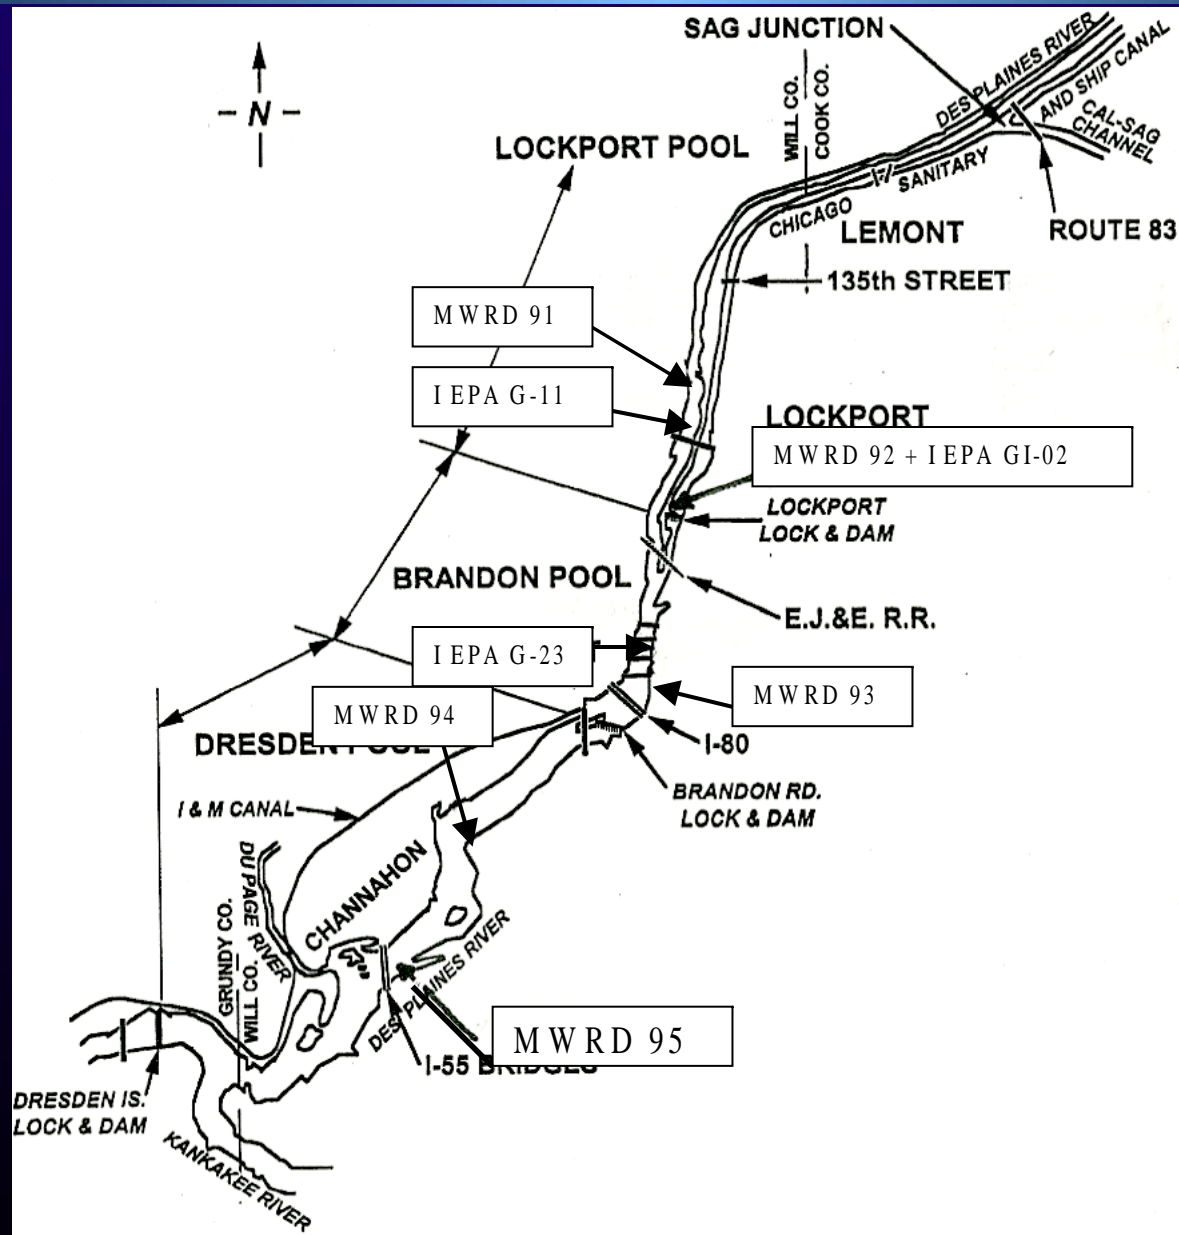 SAG JUNCTION
DES PLAINES RIVER
AND SHIP CANAL
CAL-SAG
CHANNEL
WILL CO.
COOK CO.
- N -
LOCKPORT POOL
SANITARY
CHICAGO
LEMONT
ROUTE 83
135th STREET
MWRD 91
IEPA G-11
LOCKPORT
MWRD 92 + IEPA GI-02
LOCKPORT
LOCK & DAM
BRANDON POOL
E.J.&E. R.R.
IEPA G-23
MWRD 93
MWRD 94
DRESDEN POOL
I-80
BRANDON RD.
LOCK & DAM
I & M CANAL
DU PAGE RIVER
CHANNAHON
GRUNDY CO.
WILL CO.
DES PLAINES RIVER
MWRD 95
I-55 BRIDGES
DRESDEN IS.
LOCK & DAM
KANKAKEE RIVER